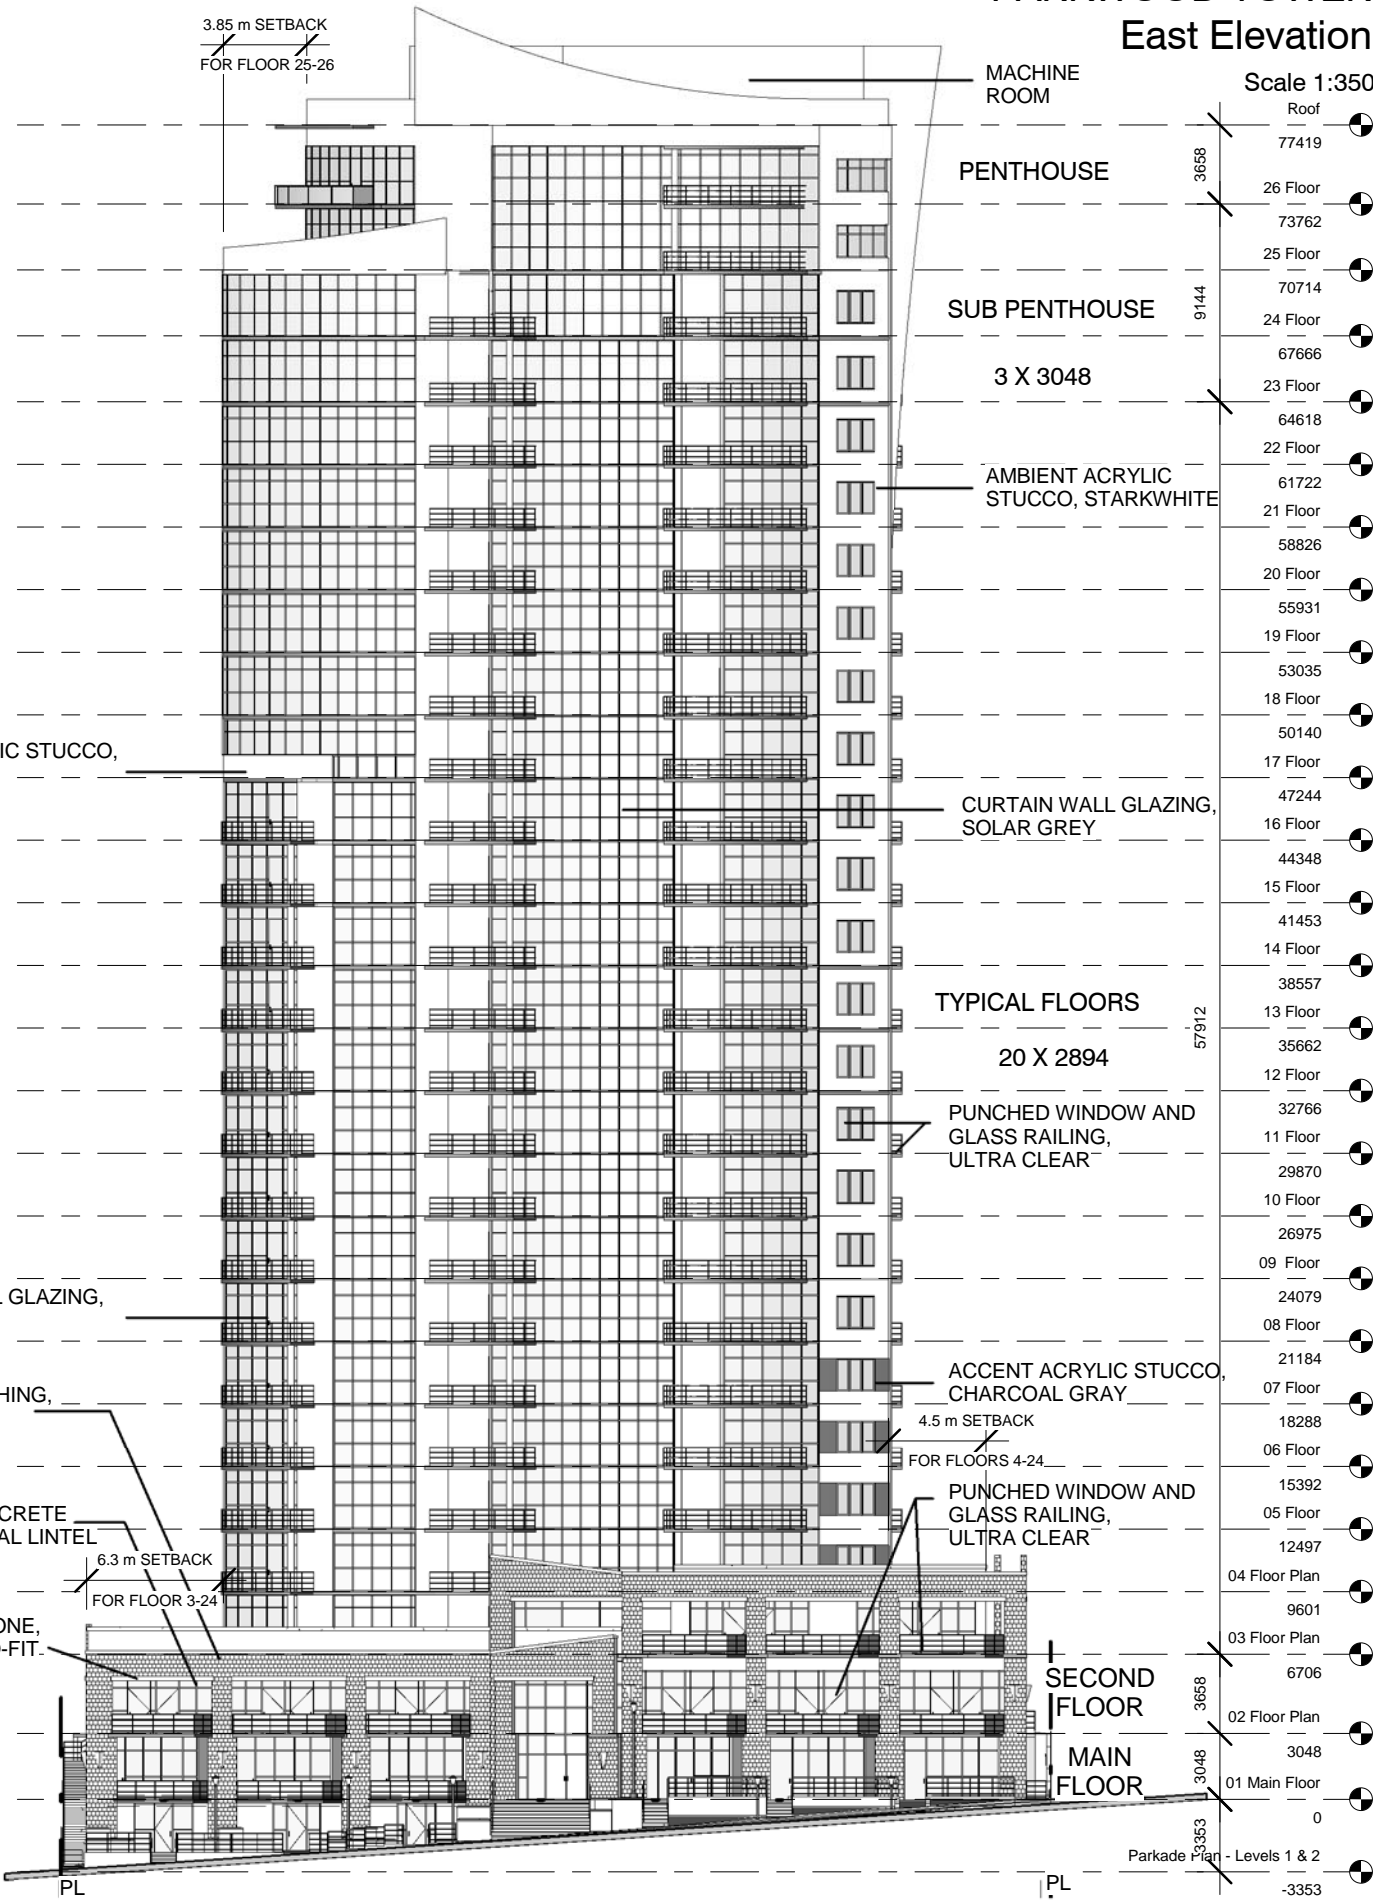 East Elevation
Scale 1:350
3.85 m SETBACK
FOR FLOOR 25-26
MACHINE
ROOM
Roof
77419
3658
PENTHOUSE
26 Floor
73762
25 Floor
70714
9144
SUB PENTHOUSE
24 Floor
67666
3 X 3048
23 Floor
64618
22 Floor
61722
AMBIENT ACRYLIC
STUCCO, STARKWHITE
21 Floor
58826
20 Floor
55931
19 Floor
53035
18 Floor
50140
IC STUCCO,
17 Floor
47244
CURTAIN WALL GLAZING,
SOLAR GREY
16 Floor
44348
15 Floor
41453
14 Floor
38557
TYPICAL FLOORS
13 Floor
57912
35662
20 X 2894
12 Floor
32766
PUNCHED WINDOW AND
GLASS RAILING,
ULTRA CLEAR
11 Floor
29870
10 Floor
26975
09 Floor
24079
GLAZING,
08 Floor
21184
ACCENT ACRYLIC STUCCO,
CHARCOAL GRAY
07 Floor
18288
HING,
4.5 m SETBACK
FOR FLOORS 4-24
06 Floor
15392
PUNCHED WINDOW AND
GLASS RAILING,
ULTRA CLEAR
05 Floor
12497
CRETE
AL LINTEL
6.3 m SETBACK
FOR FLOOR 3-24
04 Floor Plan
9601
ONE,
-FIT
03 Floor Plan
6706
SECOND
FLOOR
3658
02 Floor Plan
3048
MAIN
FLOOR
3048
01 Main Floor
0
3353
Parkade Plan - Levels 1 & 2
-3353
PL
PL